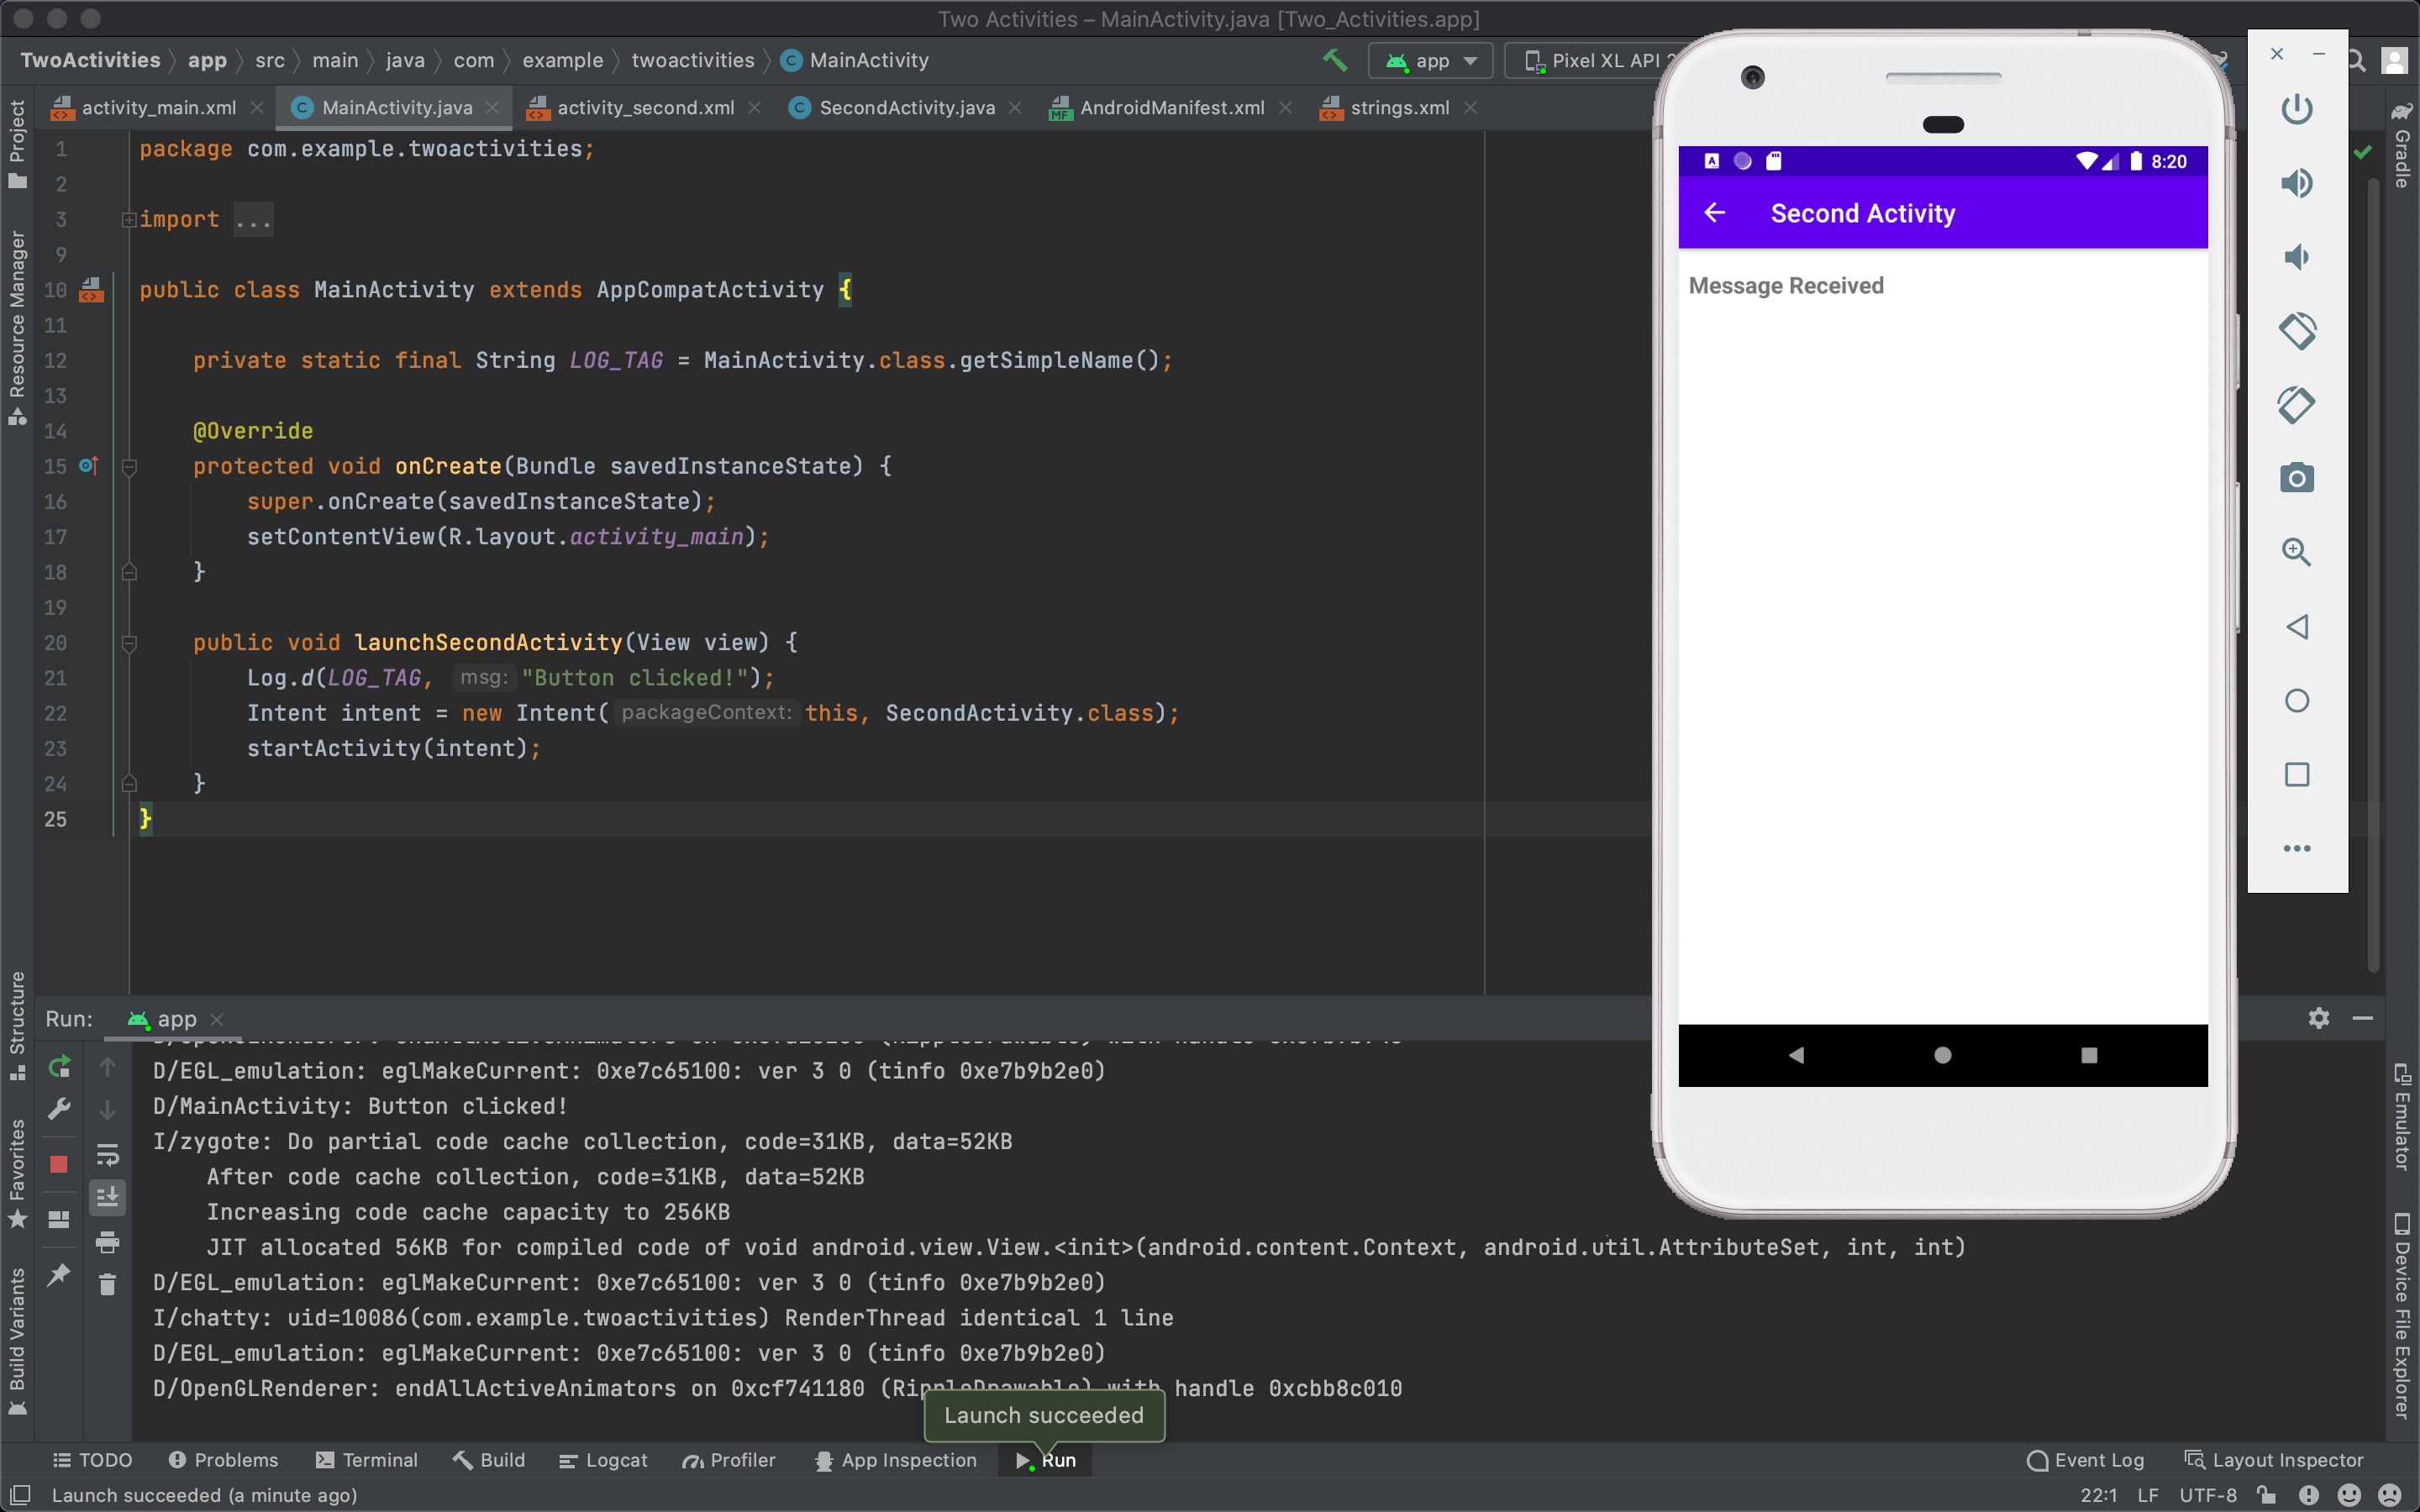 Two Activities – MainActivity.java [Two_Activities.app]
TwoActivities app src main java com example twoactivities MainActivity
app
Pixel XL API
activity_main.xml MainActivity.java activity_second.xml SecondActivity.java AndroidManifest.xml strings.xml
Project
Resource Manager
Structure
Favorites
Build Variants
1 package com.example.twoactivities;
2
3 import ...
9
10 public class MainActivity extends AppCompatActivity {
11
12 private static final String LOG_TAG = MainActivity.class.getSimpleName();
13
14 @Override
15 protected void onCreate(Bundle savedInstanceState) {
16 super.onCreate(savedInstanceState);
17 setContentView(R.layout.activity_main);
18 }
19
20 public void launchSecondActivity(View view) {
21 Log.d(LOG_TAG, msg: "Button clicked!");
22 Intent intent = new Intent( packageContext: this, SecondActivity.class);
23 startActivity(intent);
24 }
25 }
8:20
Second Activity
Message Received
Gradle
Emulator
Device File Explorer
Run: app
D/EGL_emulation: eglMakeCurrent: 0xe7c65100: ver 3 0 (tinfo 0xe7b9b2e0)
D/MainActivity: Button clicked!
I/zygote: Do partial code cache collection, code=31KB, data=52KB
After code cache collection, code=31KB, data=52KB
Increasing code cache capacity to 256KB
JIT allocated 56KB for compiled code of void android.view.View.<init>(android.content.Context, android.util.AttributeSet, int, int)
D/EGL_emulation: eglMakeCurrent: 0xe7c65100: ver 3 0 (tinfo 0xe7b9b2e0)
I/chatty: uid=10086(com.example.twoactivities) RenderThread identical 1 line
D/EGL_emulation: eglMakeCurrent: 0xe7c65100: ver 3 0 (tinfo 0xe7b9b2e0)
D/OpenGLRenderer: endAllActiveAnimators on 0xcf741180 (RippleDrawable) with handle 0xcbb8c010
Launch succeeded
TODO Problems Terminal Build Logcat Profiler App Inspection Run Event Log Layout Inspector
Launch succeeded (a minute ago) 22:1 LF UTF-8